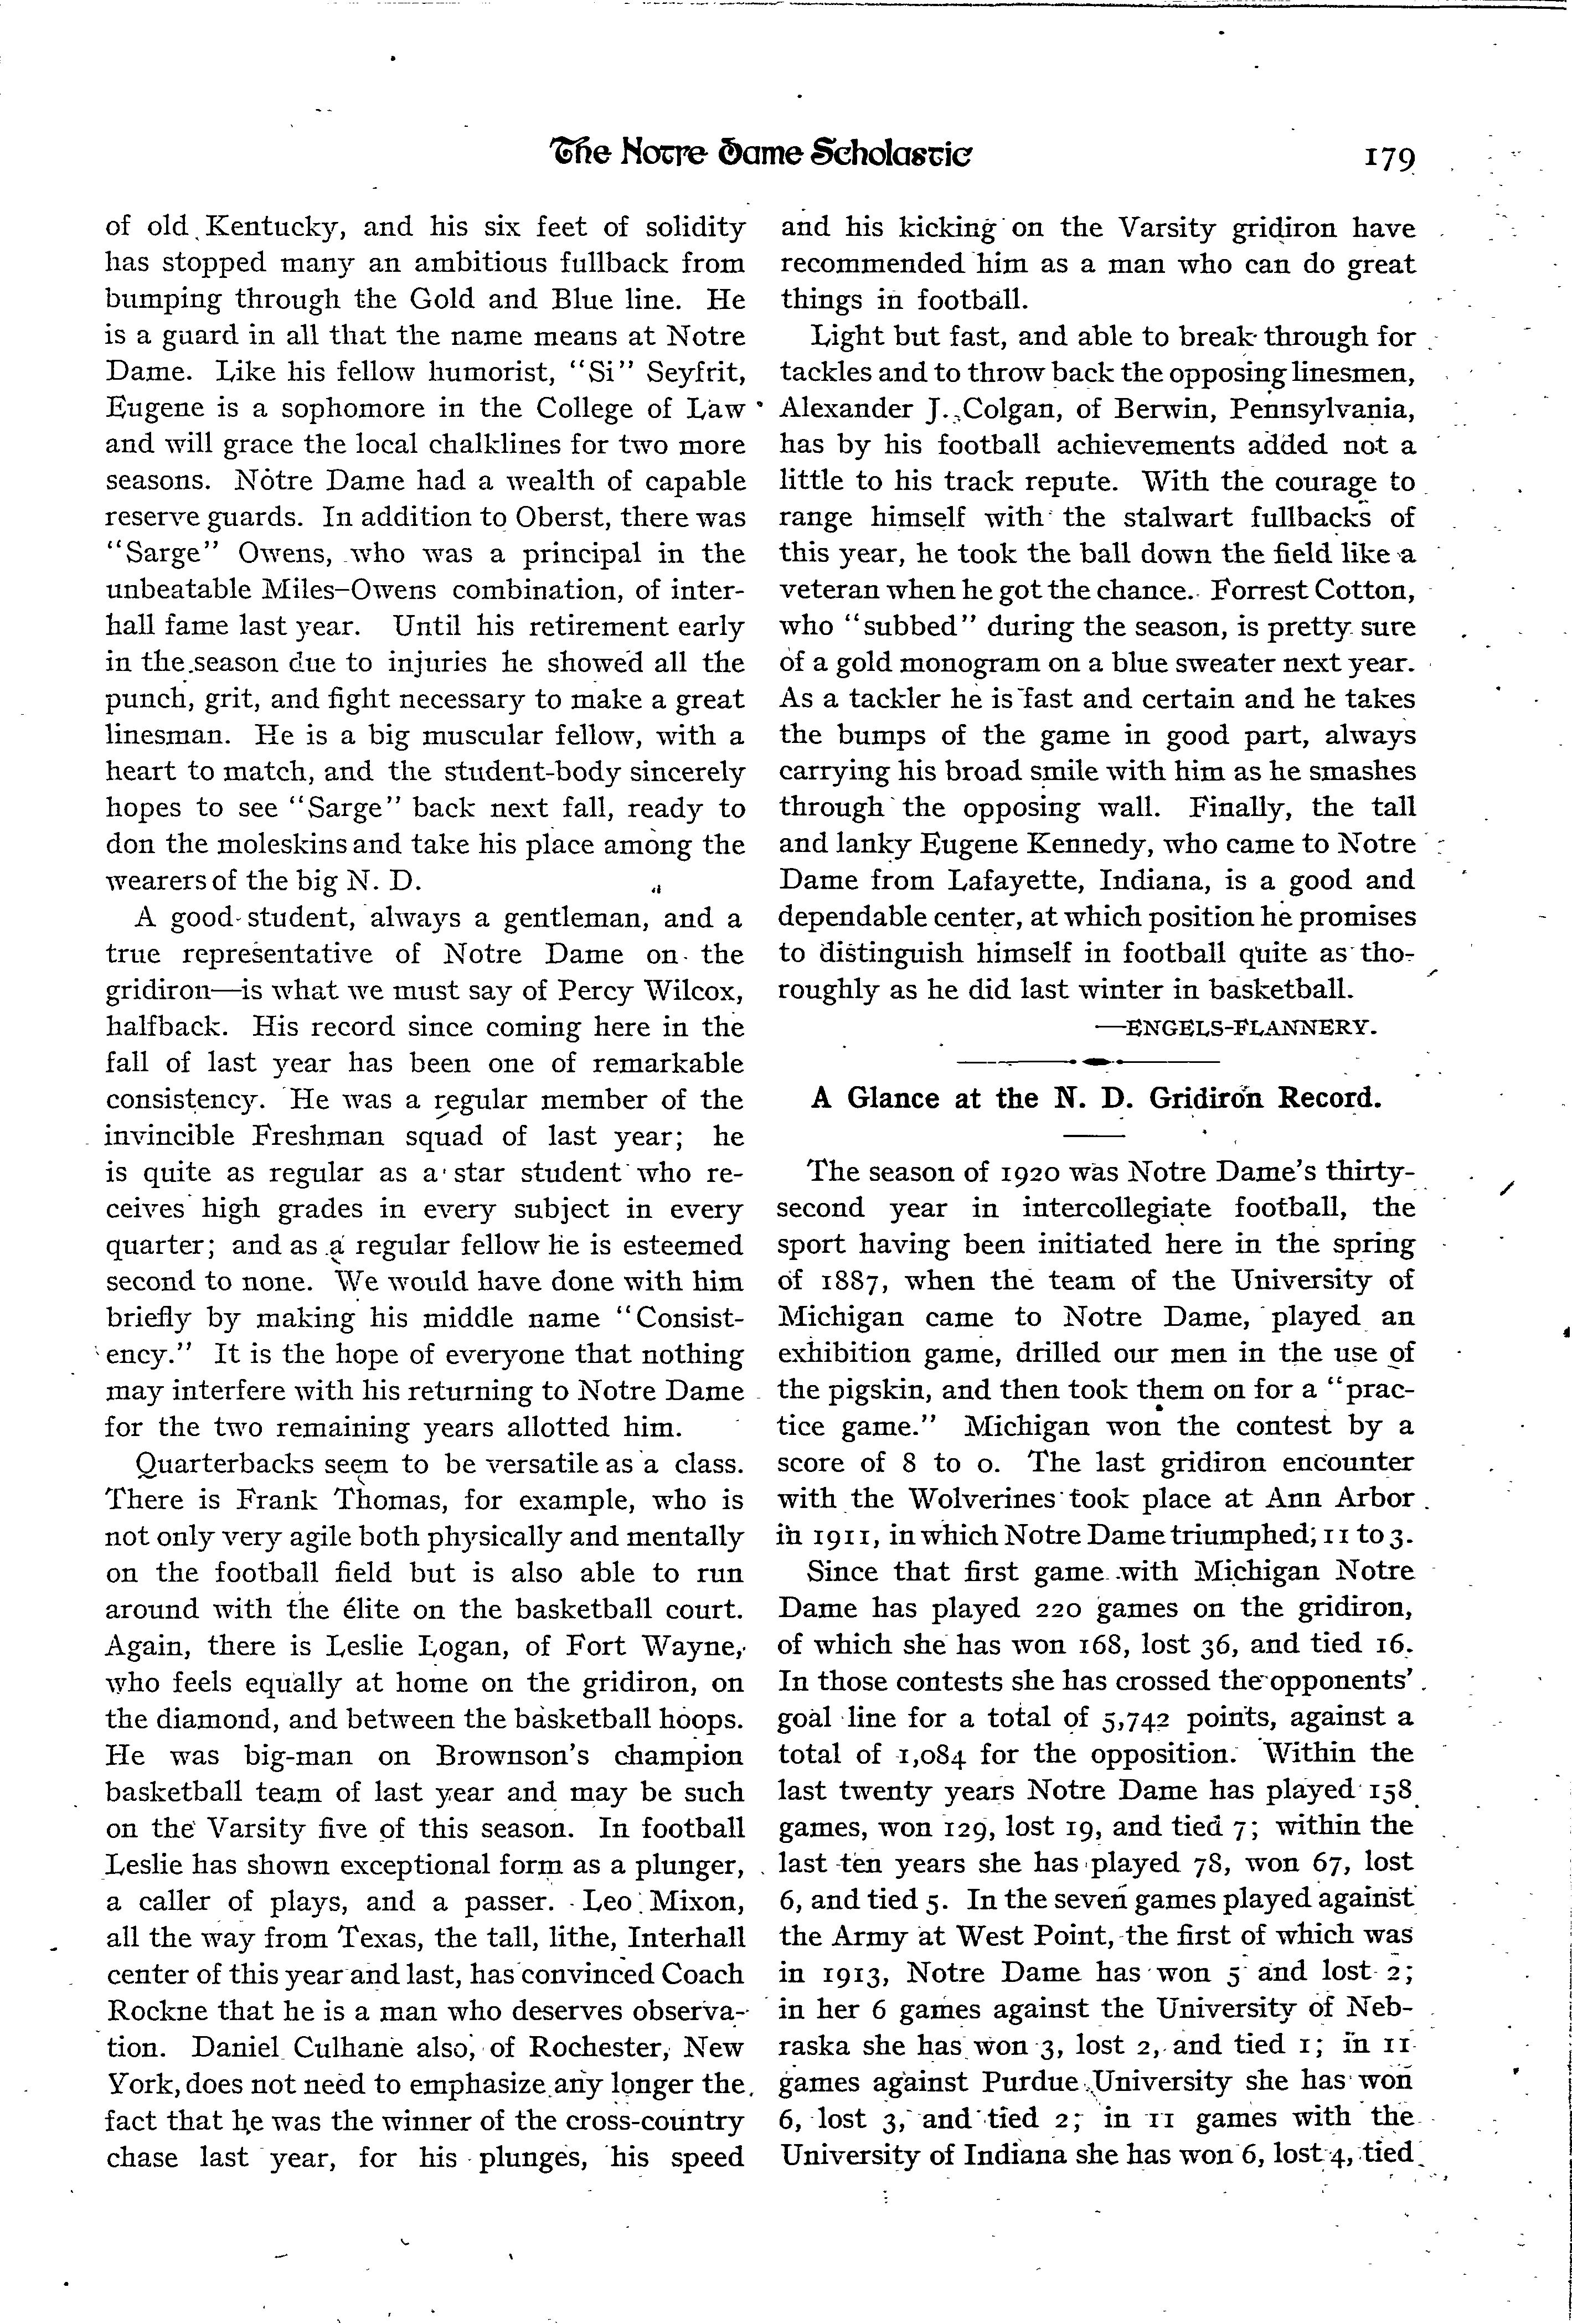 The Notre Dame Scholastic
179
of old Kentucky, and his six feet of solidity
has stopped many an ambitious fullback from
bumping through the Gold and Blue line. He
is a guard in all that the name means at Notre
Dame. Like his fellow humorist, "Si" Seyfrit,
Eugene is a sophomore in the College of Law
and will grace the local chalklines for two more
seasons. Notre Dame had a wealth of capable
reserve guards. In addition to Oberst, there was
"Sarge" Owens, who was a principal in the
unbeatable Miles–Owens combination, of inter-
hall fame last year. Until his retirement early
in the season due to injuries he showed all the
punch, grit, and fight necessary to make a great
linesman. He is a big muscular fellow, with a
heart to match, and the student-body sincerely
hopes to see "Sarge" back next fall, ready to
don the moleskins and take his place among the
wearers of the big N. D.
A good student, always a gentleman, and a
true representative of Notre Dame on the
gridiron—is what we must say of Percy Wilcox,
halfback. His record since coming here in the
fall of last year has been one of remarkable
consistency. He was a regular member of the
invincible Freshman squad of last year; he
is quite as regular as a star student who re-
ceives high grades in every subject in every
quarter; and as a regular fellow he is esteemed
second to none. We would have done with him
briefly by making his middle name "Consist-
ency." It is the hope of everyone that nothing
may interfere with his returning to Notre Dame
for the two remaining years allotted him.
Quarterbacks seem to be versatile as a class.
There is Frank Thomas, for example, who is
not only very agile both physically and mentally
on the football field but is also able to run
around with the élite on the basketball court.
Again, there is Leslie Logan, of Fort Wayne,
who feels equally at home on the gridiron, on
the diamond, and between the basketball hoops.
He was big-man on Brownson's champion
basketball team of last year and may be such
on the Varsity five of this season. In football
Leslie has shown exceptional form as a plunger,
a caller of plays, and a passer. Leo Mixon,
all the way from Texas, the tall, lithe, Interhall
center of this year and last, has convinced Coach
Rockne that he is a man who deserves observa-
tion. Daniel Culhane also, of Rochester, New
York, does not need to emphasize any longer the
fact that he was the winner of the cross-country
chase last year, for his plunges, his speed
and his kicking on the Varsity gridiron have
recommended him as a man who can do great
things in football.
Light but fast, and able to break through for
tackles and to throw back the opposing linesmen,
Alexander J. Colgan, of Berwin, Pennsylvania,
has by his football achievements added not a
little to his track repute. With the courage to
range himself with the stalwart fullbacks of
this year, he took the ball down the field like a
veteran when he got the chance. Forrest Cotton,
who "subbed" during the season, is pretty sure
of a gold monogram on a blue sweater next year.
As a tackler he is fast and certain and he takes
the bumps of the game in good part, always
carrying his broad smile with him as he smashes
through the opposing wall. Finally, the tall
and lanky Eugene Kennedy, who came to Notre
Dame from Lafayette, Indiana, is a good and
dependable center, at which position he promises
to distinguish himself in football quite as tho-
roughly as he did last winter in basketball.
—ENGELS-FLANNERY.
A Glance at the N. D. Gridiron Record.
The season of 1920 was Notre Dame's thirty-
second year in intercollegiate football, the
sport having been initiated here in the spring
of 1887, when the team of the University of
Michigan came to Notre Dame, played an
exhibition game, drilled our men in the use of
the pigskin, and then took them on for a "prac-
tice game." Michigan won the contest by a
score of 8 to 0. The last gridiron encounter
with the Wolverines took place at Ann Arbor
in 1911, in which Notre Dame triumphed, 11 to 3.
Since that first game with Michigan Notre
Dame has played 220 games on the gridiron,
of which she has won 168, lost 36, and tied 16.
In those contests she has crossed the opponents'
goal line for a total of 5,742 points, against a
total of 1,084 for the opposition. Within the
last twenty years Notre Dame has played 158
games, won 129, lost 19, and tied 7; within the
last ten years she has played 78, won 67, lost
6, and tied 5. In the seven games played against
the Army at West Point, the first of which was
in 1913, Notre Dame has won 5 and lost 2;
in her 6 games against the University of Neb-
raska she has won 3, lost 2, and tied 1; in 11
games against Purdue University she has won
6, lost 3, and tied 2; in 11 games with the
University of Indiana she has won 6, lost 4, tied